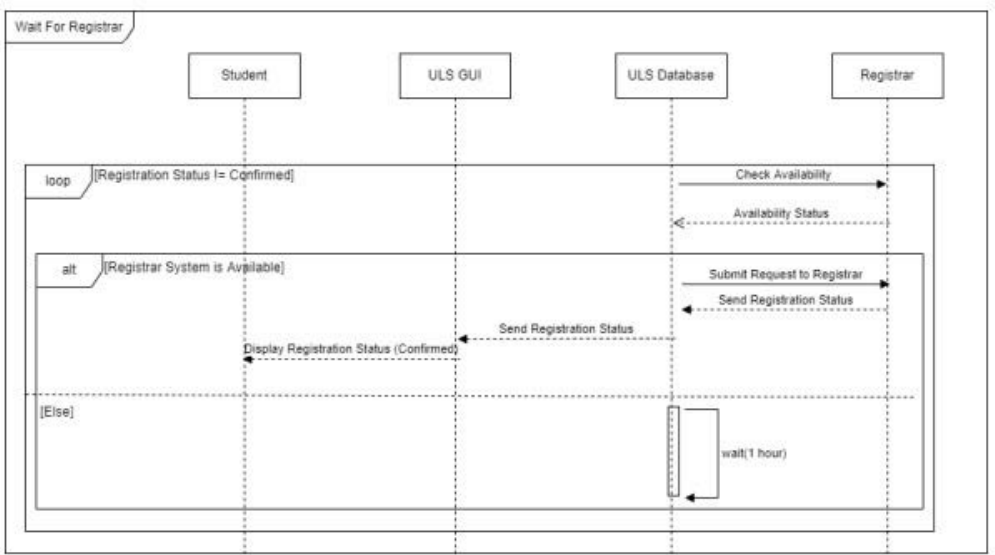 Wait For Registrar
Student
ULS GUI
ULS Database
Registrar
loop
[Registration Status != Confirmed]
Check Availability
Availability Status
alt
[Registrar System is Available]
Submit Request to Registrar
Send Registration Status
Send Registration Status
Display Registration Status (Confirmed)
[Else]
wait(1 hour)